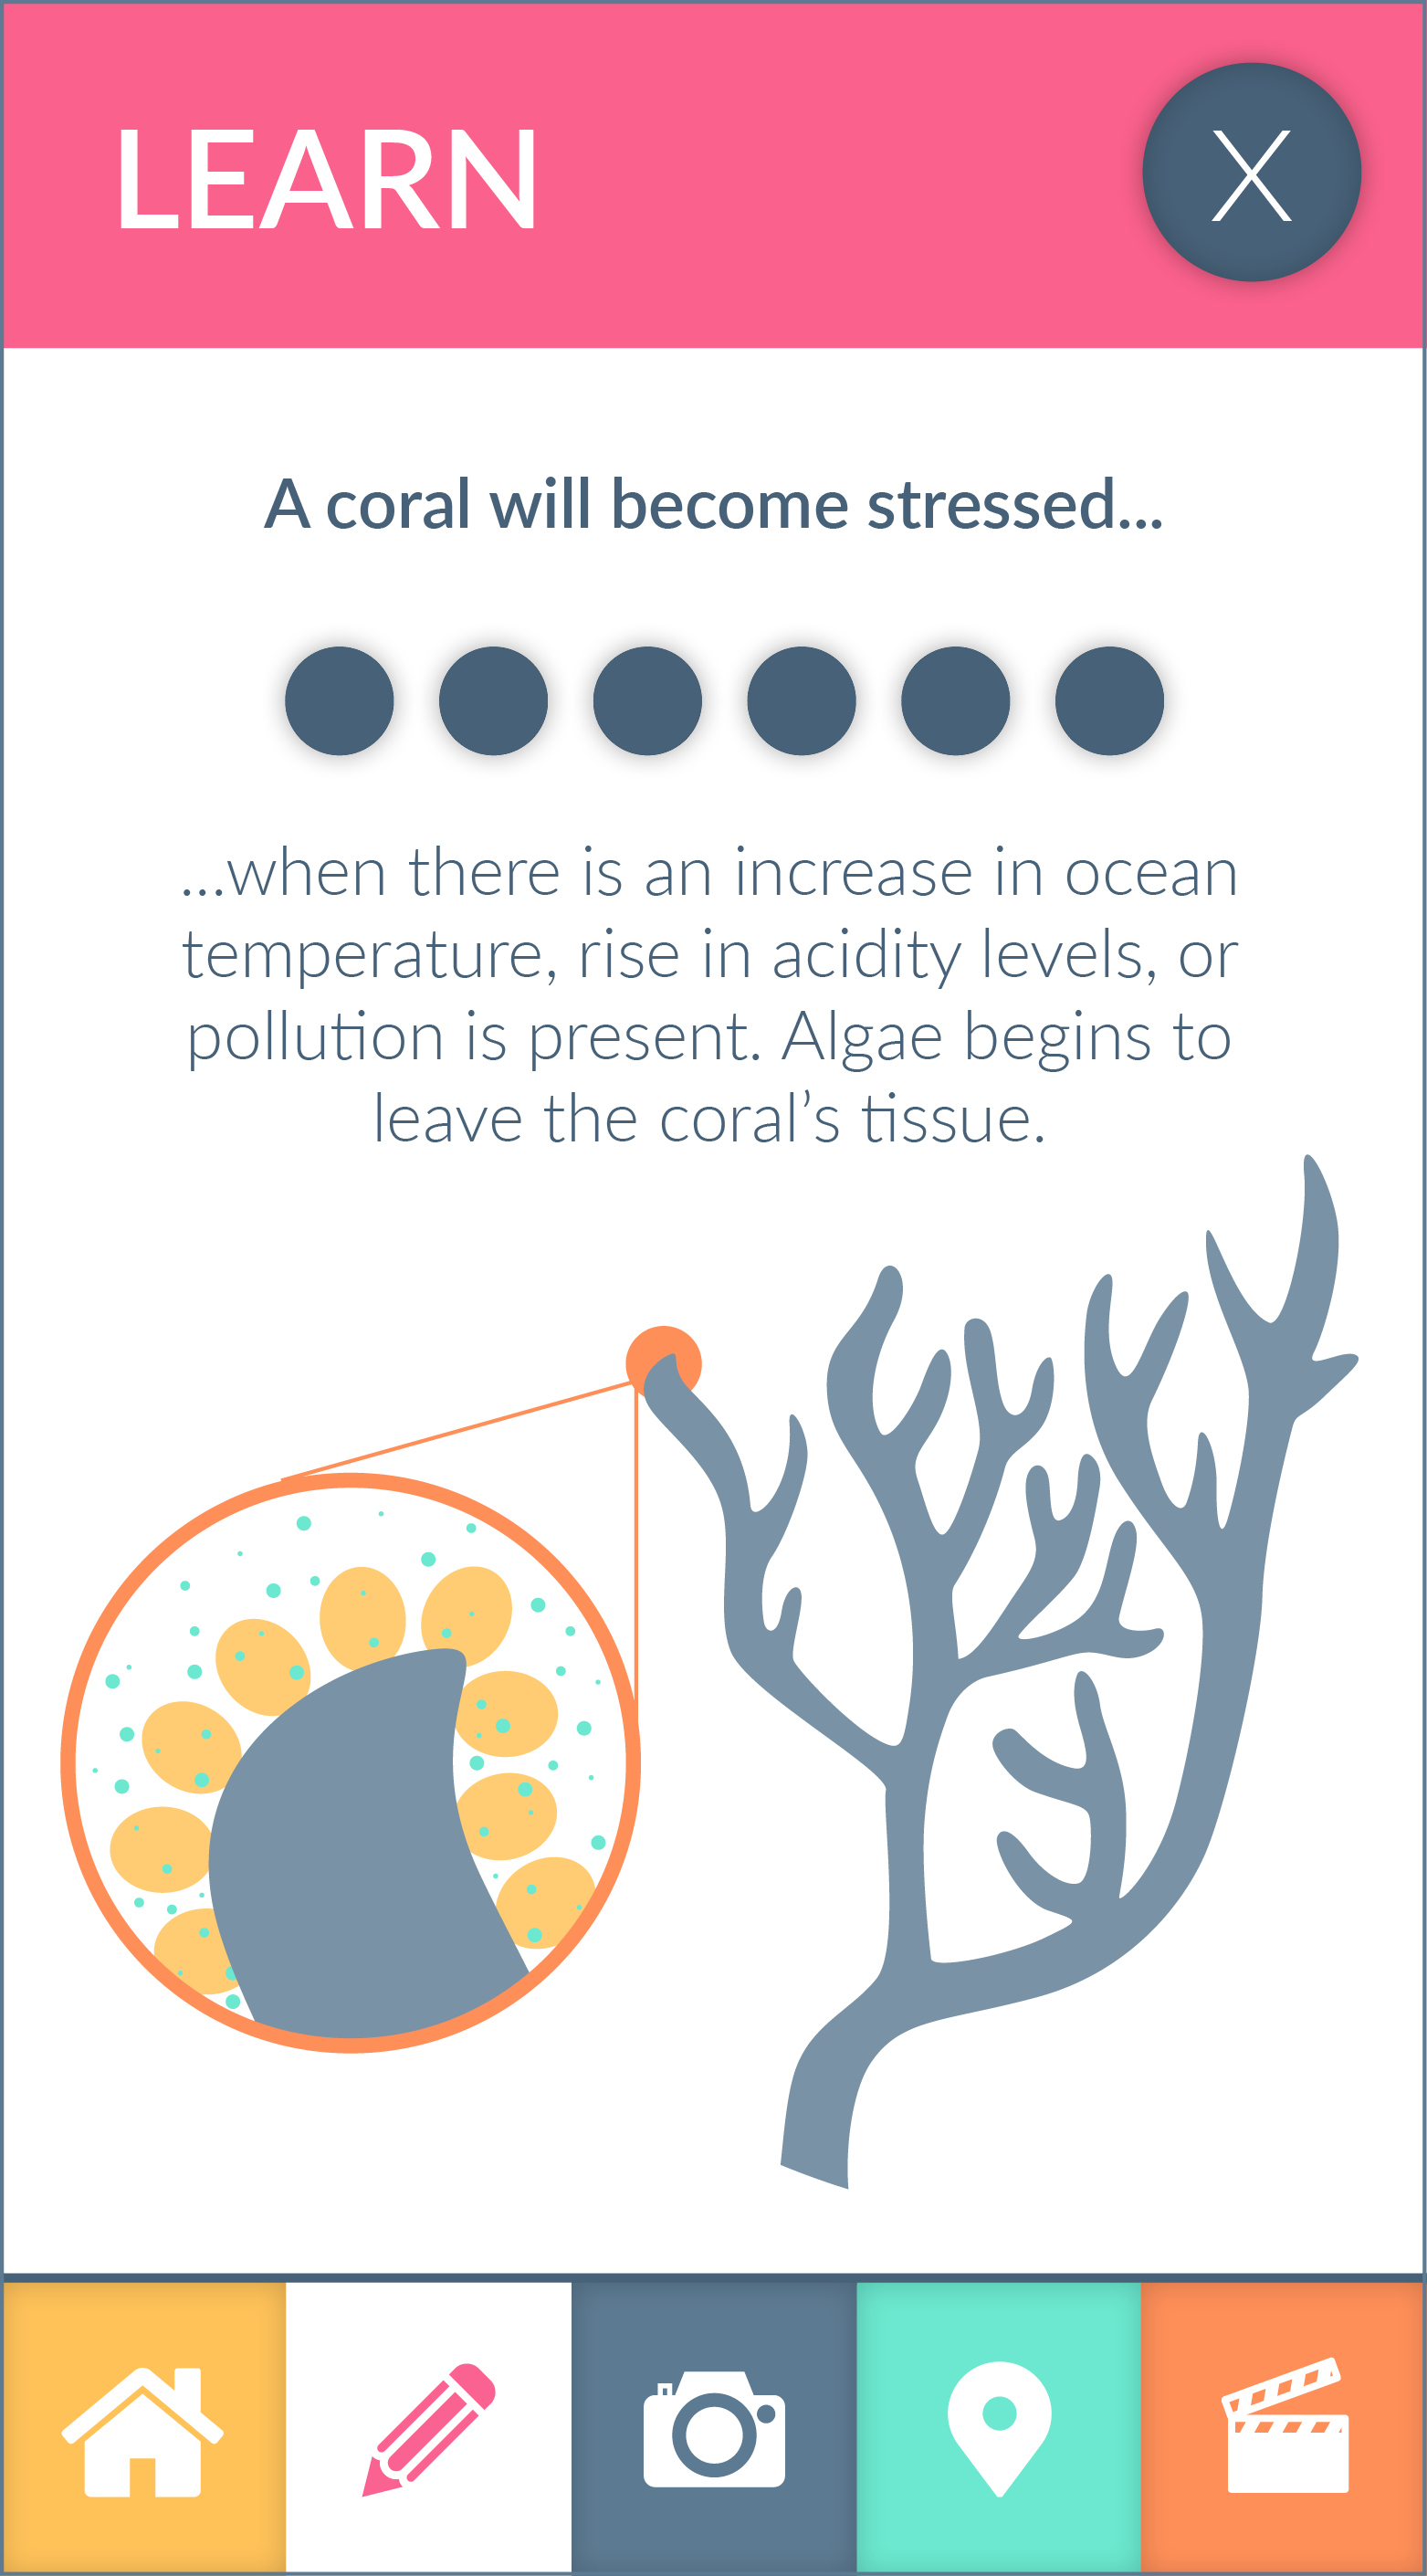 LEARN
X
A coral will become stressed...
...when there is an increase in ocean
temperature, rise in acidity levels, or
pollution is present. Algae begins to
leave the coral’s tissue.